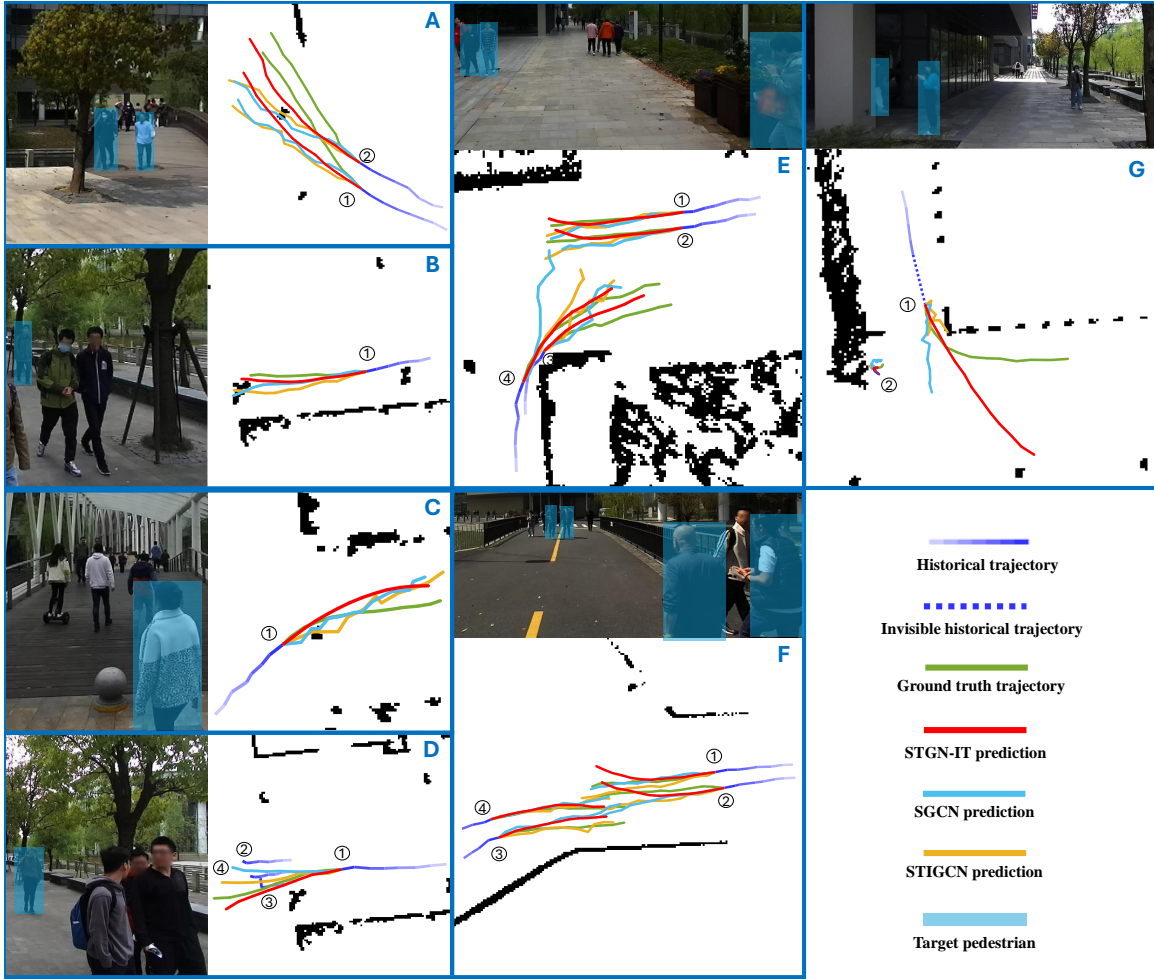 A
②
①
B
①
C
①
D
②
①
④
③
E
①
②
③
④
F
①
②
④
③
G
①
②
Historical trajectory
Invisible historical trajectory
Ground truth trajectory
STGN-IT prediction
SGCN prediction
STIGCN prediction
Target pedestrian